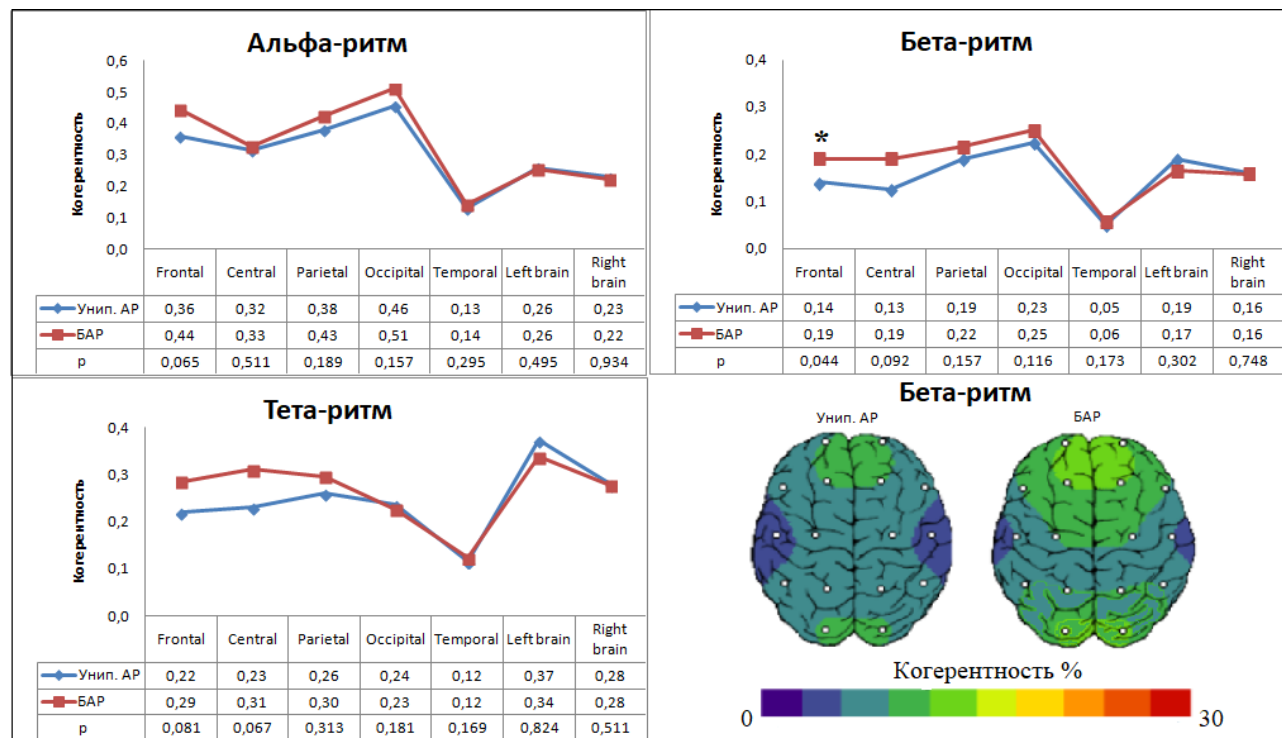 Альфа-ритм
Когерентность
0,6
0,5
0,4
0,3
0,2
0,1
0,0
Frontal Central Parietal Occipital Temporal Left brain Right brain
Унип. АР 0,36 0,32 0,38 0,46 0,13 0,26 0,23
БАР 0,44 0,33 0,43 0,51 0,14 0,26 0,22
p 0,065 0,511 0,189 0,157 0,295 0,495 0,934
Бета-ритм
Когерентность
0,4
0,3
0,2
0,1
0,0
*
Frontal Central Parietal Occipital Temporal Left brain Right brain
Унип. АР 0,14 0,13 0,19 0,23 0,05 0,19 0,16
БАР 0,19 0,19 0,22 0,25 0,06 0,17 0,16
p 0,044 0,092 0,157 0,116 0,173 0,302 0,748
Тета-ритм
Когерентность
0,4
0,3
0,2
0,1
0,0
Frontal Central Parietal Occipital Temporal Left brain Right brain
Унип. АР 0,22 0,23 0,26 0,24 0,12 0,37 0,28
БАР 0,29 0,31 0,30 0,23 0,12 0,34 0,28
p 0,081 0,067 0,313 0,181 0,169 0,824 0,511
Бета-ритм
Унип. АР БАР
Когерентность %
0 30